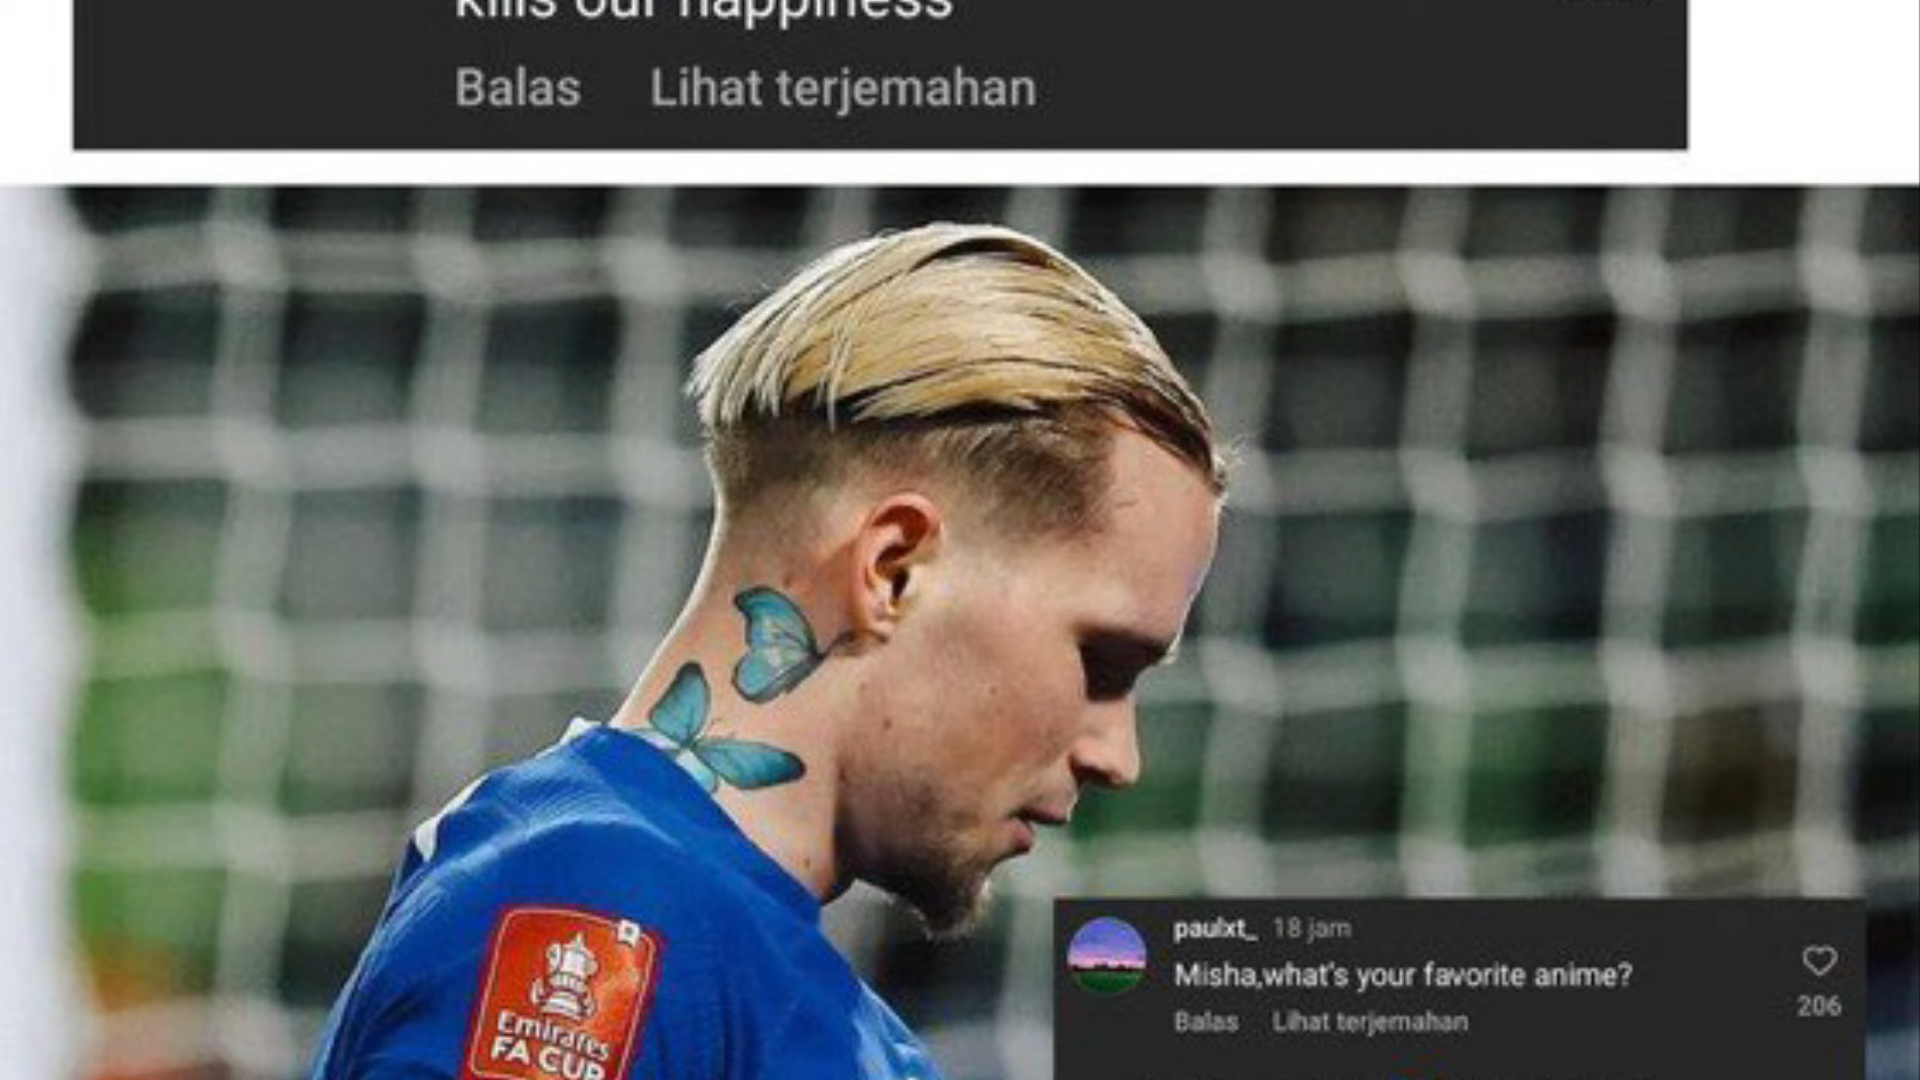 kills our happiness
Balas Lihat terjemahan
Emirates
FA CUP
paulxt_ 18 jam
Misha,what's your favorite anime?
206
Balas Lihat terjemahan